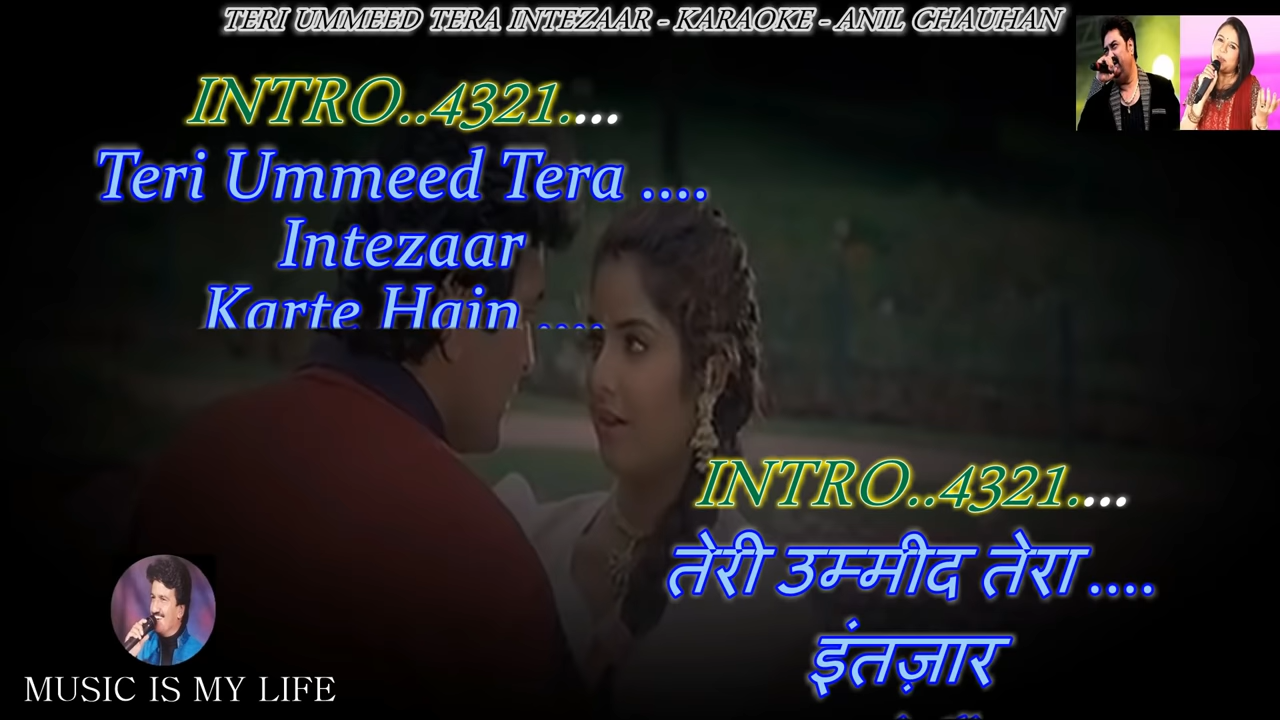 TERI UMMEED TERA INTEZAAR - KARAOKE - ANIL CHAUHAN
INTRO..4321....
Teri Ummeed Tera ....
Intezaar
Karte Hain ....
INTRO..4321....
तेरी उम्मीद तेरा ....
इंतज़ार
MUSIC IS MY LIFE